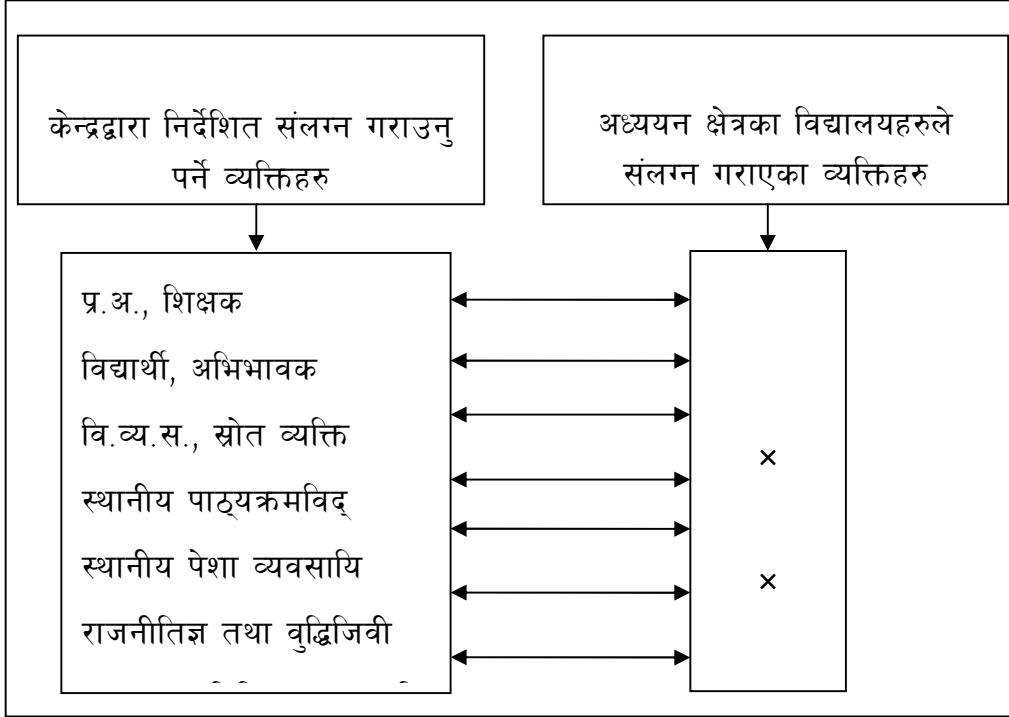 केन्द्रद्वारा निर्देशित संलग्न गराउनु
पर्ने व्यक्तिहरु
अध्ययन क्षेत्रका विद्यालयहरुले
संलग्न गराएका व्यक्तिहरु
प्र.अ., शिक्षक
विद्यार्थी, अभिभावक
वि.व्य.स., स्रोत व्यक्ति
स्थानीय पाठ्यक्रमविद्
स्थानीय पेशा व्यवसायि
राजनीतिज्ञ तथा वुद्धिजिवी
×
×